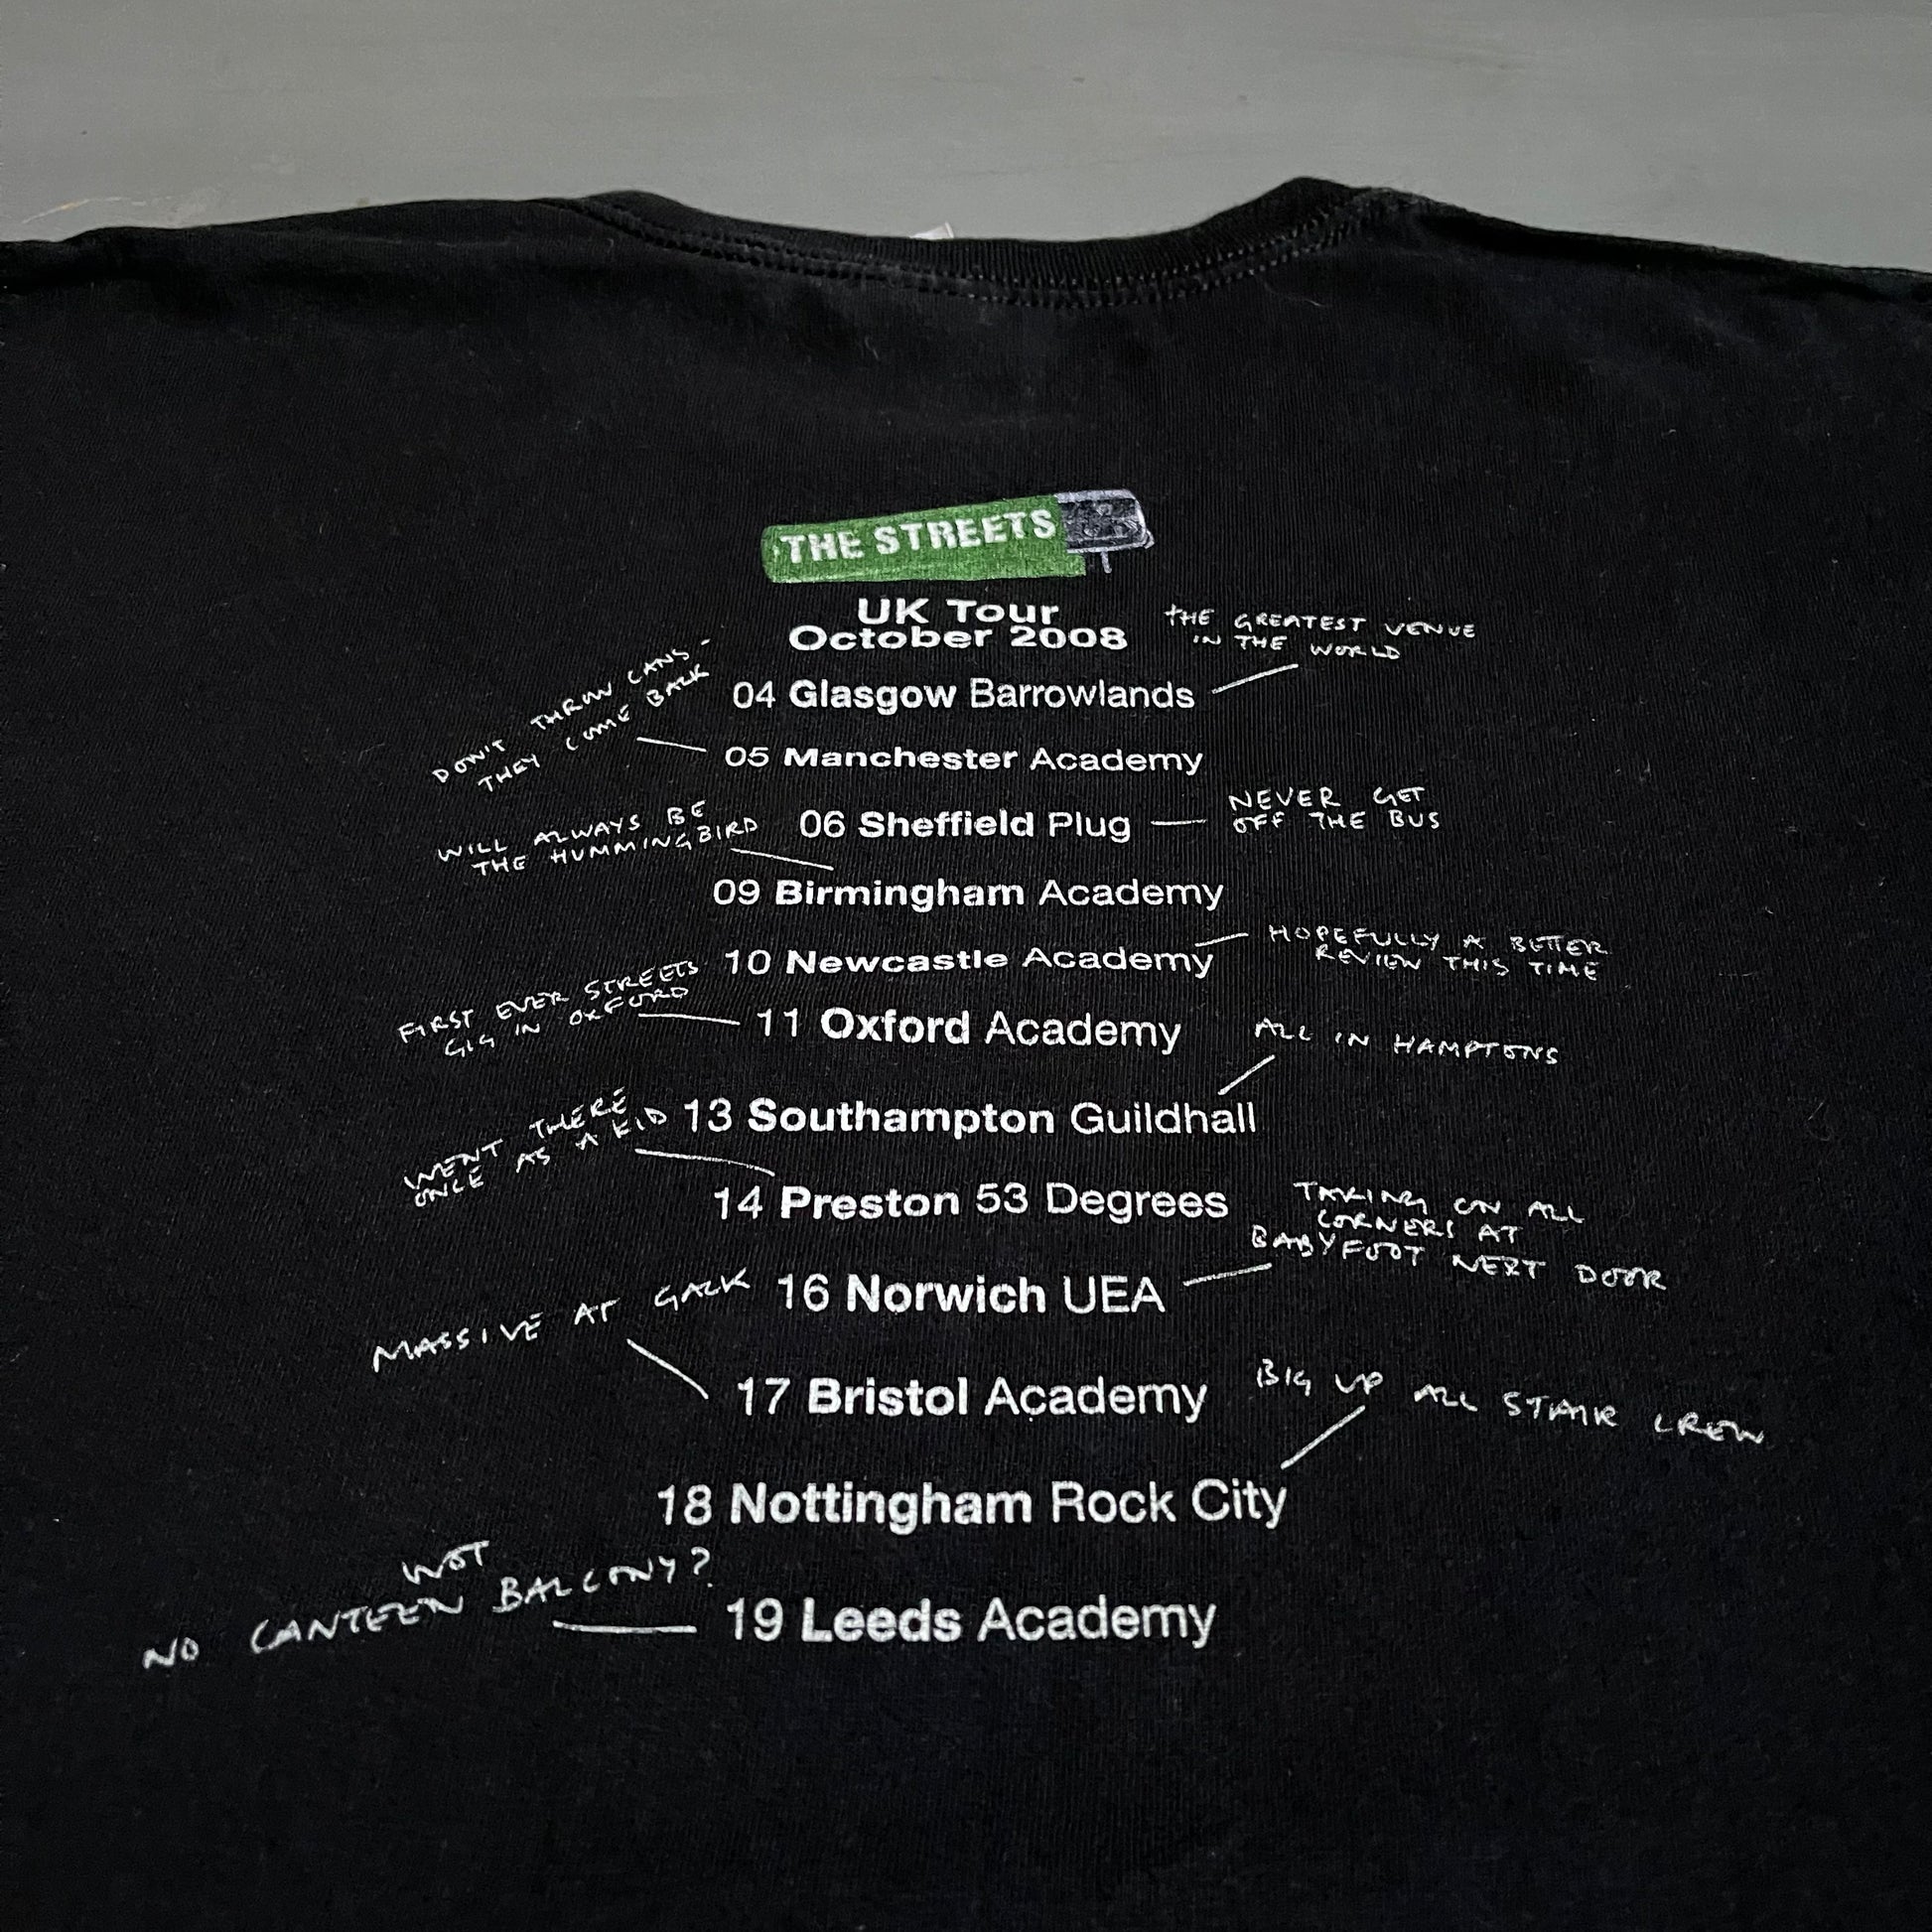 THE STREETS
UK Tour
October 2008
THE GREATEST VENUE
IN THE WORLD
04 Glasgow Barrowlands
DON'T THROW CANS -
THEY COME BACK
05 Manchester Academy
06 Sheffield Plug
NEVER GET
OFF THE BUS
WILL ALWAYS BE
THE HUMMINGBIRD
09 Birmingham Academy
10 Newcastle Academy
HOPEFULLY A BETTER
REVIEW THIS TIME
FIRST EVER STREETS
GIG IN OXFORD
11 Oxford Academy
ALL IN HAMPTONS
13 Southampton Guildhall
WENT THERE
ONCE AS A KID
14 Preston 53 Degrees
TAKING ON ALL
CORNERS AT
BABYFOOT NEXT DOOR
16 Norwich UEA
MASSIVE AT GAZK
17 Bristol Academy
BIG UP ALL STAIR CREW
18 Nottingham Rock City
WOT
NO CANTEEN BALCONY?
19 Leeds Academy